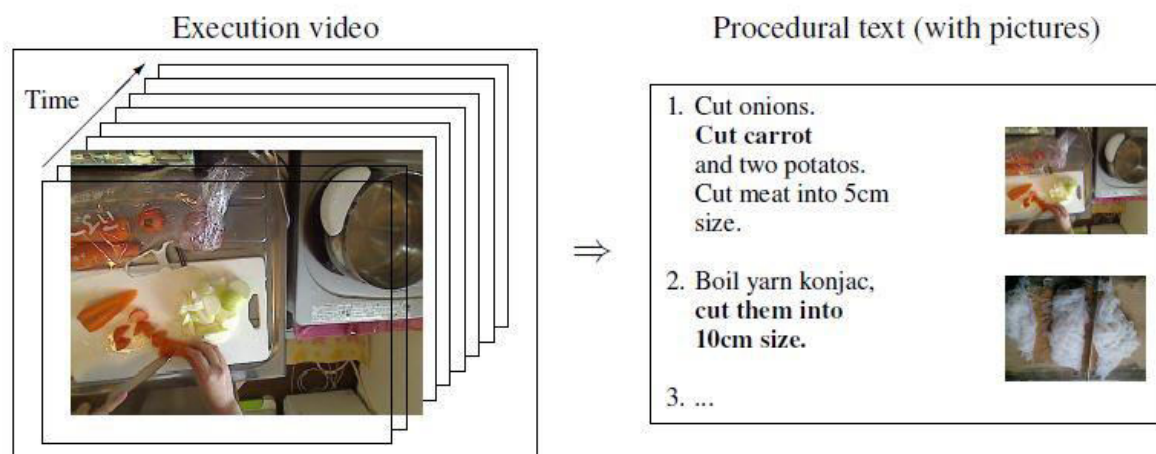 Execution video
Procedural text (with pictures)
Time
1. Cut onions.
Cut carrot
and two potatos.
Cut meat into 5cm
size.
⇒
2. Boil yarn konjac,
cut them into
10cm size.
3. ...